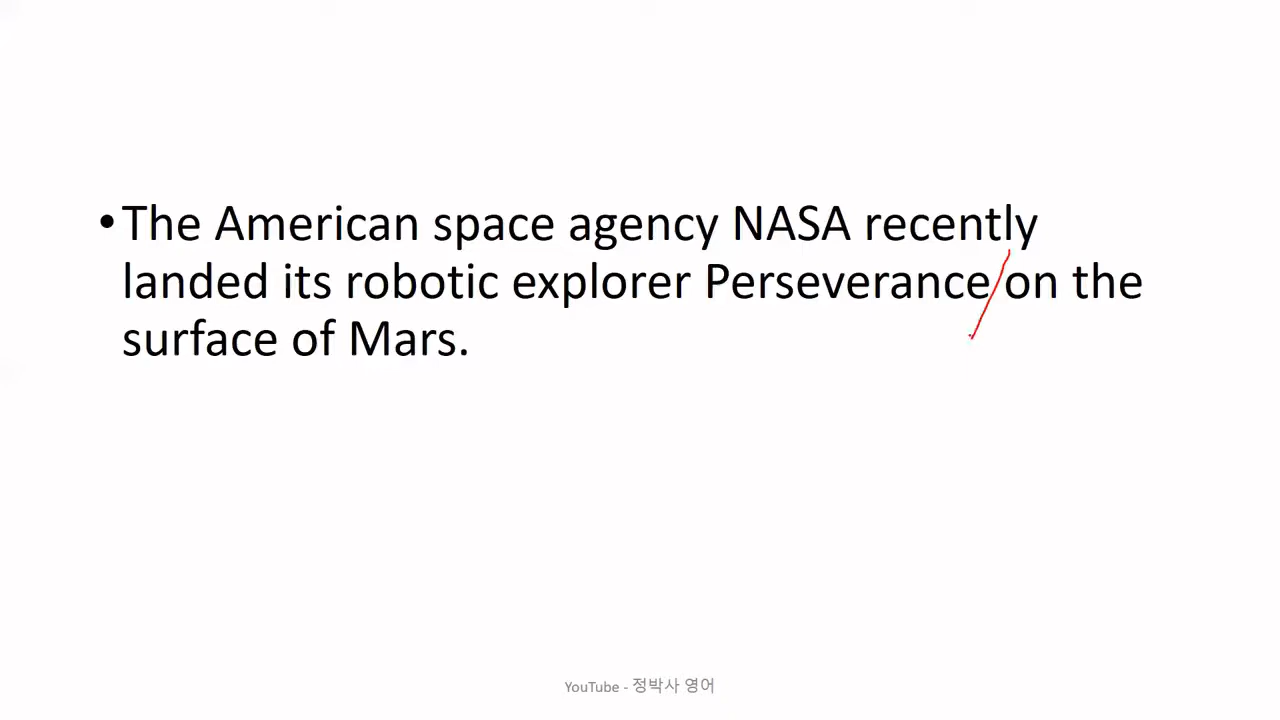 •The American space agency NASA recently
landed its robotic explorer Perseverance on the
surface of Mars.
YouTube - 정박사 영어